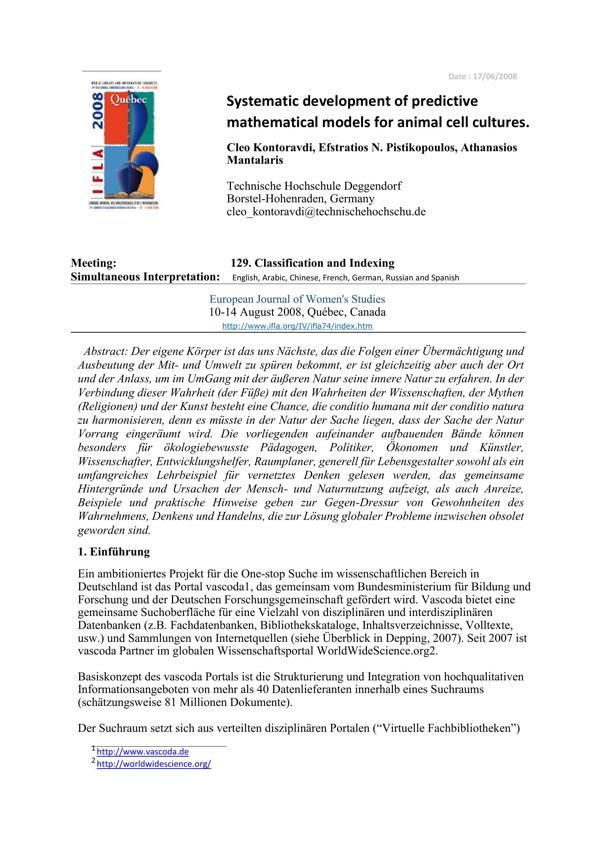 Date : 17/06/2008
WORLD LIBRARY AND INFORMATION CONGRESS:
2008
Québec
IFLA
Systematic development of predictive
mathematical models for animal cell cultures.
Cleo Kontoravdi, Efstratios N. Pistikopoulos, Athanasios
Mantalaris
Technische Hochschule Deggendorf
Borstel-Hohenraden, Germany
cleo_kontoravdi@technischehochschu.de
Meeting: 129. Classification and Indexing
Simultaneous Interpretation: English, Arabic, Chinese, French, German, Russian and Spanish
European Journal of Women's Studies
10-14 August 2008, Québec, Canada
http://www.ifla.org/IV/ifla74/index.htm
Abstract: Der eigene Körper ist das uns Nächste, das die Folgen einer Übermächtigung und
Ausbeutung der Mit- und Umwelt zu spüren bekommt, er ist gleichzeitig aber auch der Ort
und der Anlass, um im UmGang mit der äußeren Natur seine innere Natur zu erfahren. In der
Verbindung dieser Wahrheit (der Füße) mit den Wahrheiten der Wissenschaften, der Mythen
(Religionen) und der Kunst besteht eine Chance, die conditio humana mit der conditio natura
zu harmonisieren, denn es müsste in der Natur der Sache liegen, dass der Sache der Natur
Vorrang eingeräumt wird. Die vorliegenden aufeinander aufbauenden Bände können
besonders für ökologiebewusste Pädagogen, Politiker, Ökonomen und Künstler,
Wissenschafter, Entwicklungshelfer, Raumplaner, generell für Lebensgestalter sowohl als ein
umfangreiches Lehrbeispiel für vernetztes Denken gelesen werden, das gemeinsame
Hintergründe und Ursachen der Mensch- und Naturnutzung aufzeigt, als auch Anreize,
Beispiele und praktische Hinweise geben zur Gegen-Dressur von Gewohnheiten des
Wahrnehmens, Denkens und Handelns, die zur Lösung globaler Probleme inzwischen obsolet
geworden sind.
1. Einführung
Ein ambitioniertes Projekt für die One-stop Suche im wissenschaftlichen Bereich in
Deutschland ist das Portal vascoda1, das gemeinsam vom Bundesministerium für Bildung und
Forschung und der Deutschen Forschungsgemeinschaft gefördert wird. Vascoda bietet eine
gemeinsame Suchoberfläche für eine Vielzahl von disziplinären und interdisziplinären
Datenbanken (z.B. Fachdatenbanken, Bibliothekskataloge, Inhaltsverzeichnisse, Volltexte,
usw.) und Sammlungen von Internetquellen (siehe Überblick in Depping, 2007). Seit 2007 ist
vascoda Partner im globalen Wissenschaftsportal WorldWideScience.org2.
Basiskonzept des vascoda Portals ist die Strukturierung und Integration von hochqualitativen
Informationsangeboten von mehr als 40 Datenlieferanten innerhalb eines Suchraums
(schätzungsweise 81 Millionen Dokumente).
Der Suchraum setzt sich aus verteilten disziplinären Portalen (“Virtuelle Fachbibliotheken”)
1 http://www.vascoda.de
2 http://worldwidescience.org/